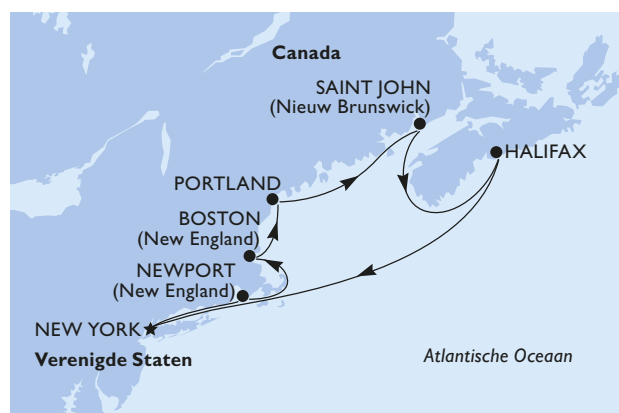 Canada
SAINT JOHN
(Nieuw Brunswick)
HALIFAX
PORTLAND
BOSTON
(New England)
NEWPORT
(New England)
NEW YORK
Verenigde Staten
Atlantische Oceaan